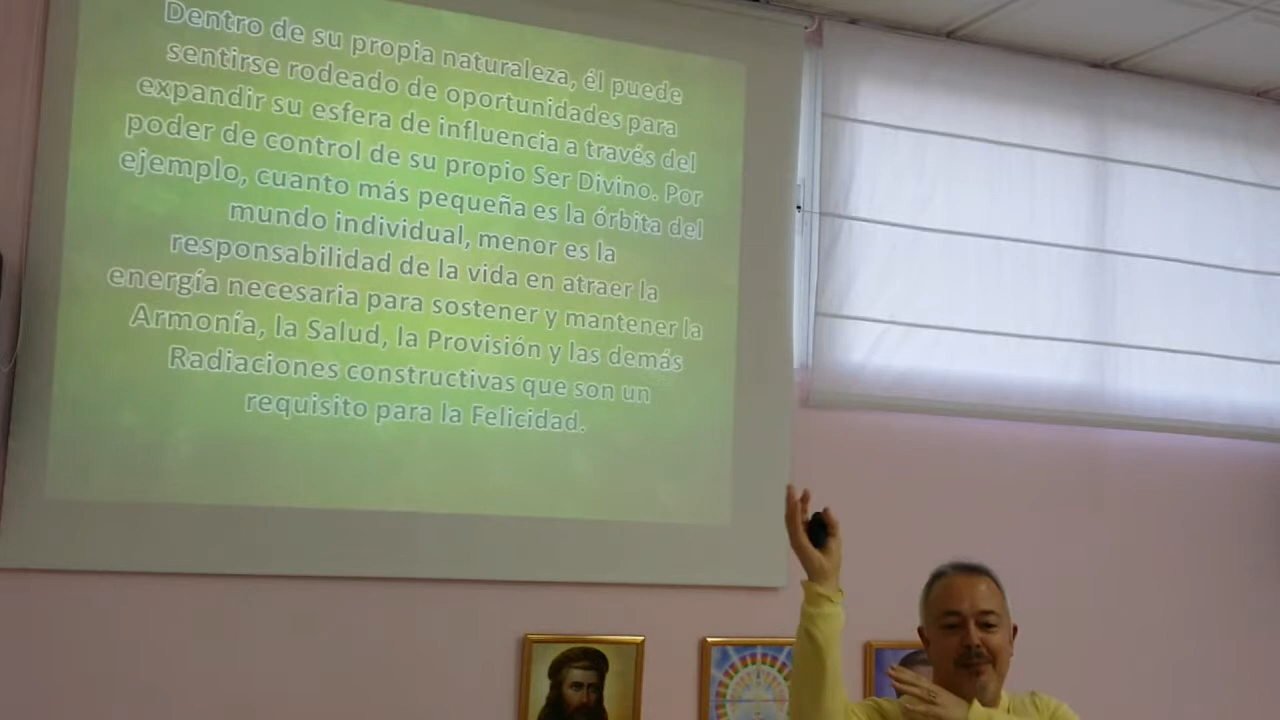 Dentro de su propia naturaleza, él puede
sentirse rodeado de oportunidades para
expandir su esfera de influencia a través del
poder de control de su propio Ser Divino. Por
ejemplo, cuanto más pequeña es la órbita del
mundo individual, menor es la
responsabilidad de la vida en atraer la
energía necesaria para sostener y mantener la
Armonía, la Salud, la Provisión y las demás
Radiaciones constructivas que son un
requisito para la Felicidad.